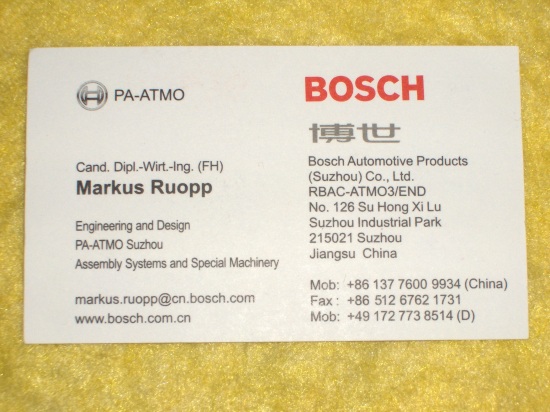 PA-ATMO
Cand. Dipl.-Wirt.-Ing. (FH)
Markus Ruopp
Engineering and Design
PA-ATMO Suzhou
Assembly Systems and Special Machinery
markus.ruopp@cn.bosch.com
www.bosch.com.cn
BOSCH
博世
Bosch Automotive Products
(Suzhou) Co., Ltd.
RBAC-ATMO3/END
No. 126 Su Hong Xi Lu
Suzhou Industrial Park
215021 Suzhou
Jiangsu China
Mob: +86 137 7600 9934 (China)
Fax : +86 512 6762 1731
Mob: +49 172 773 8514 (D)